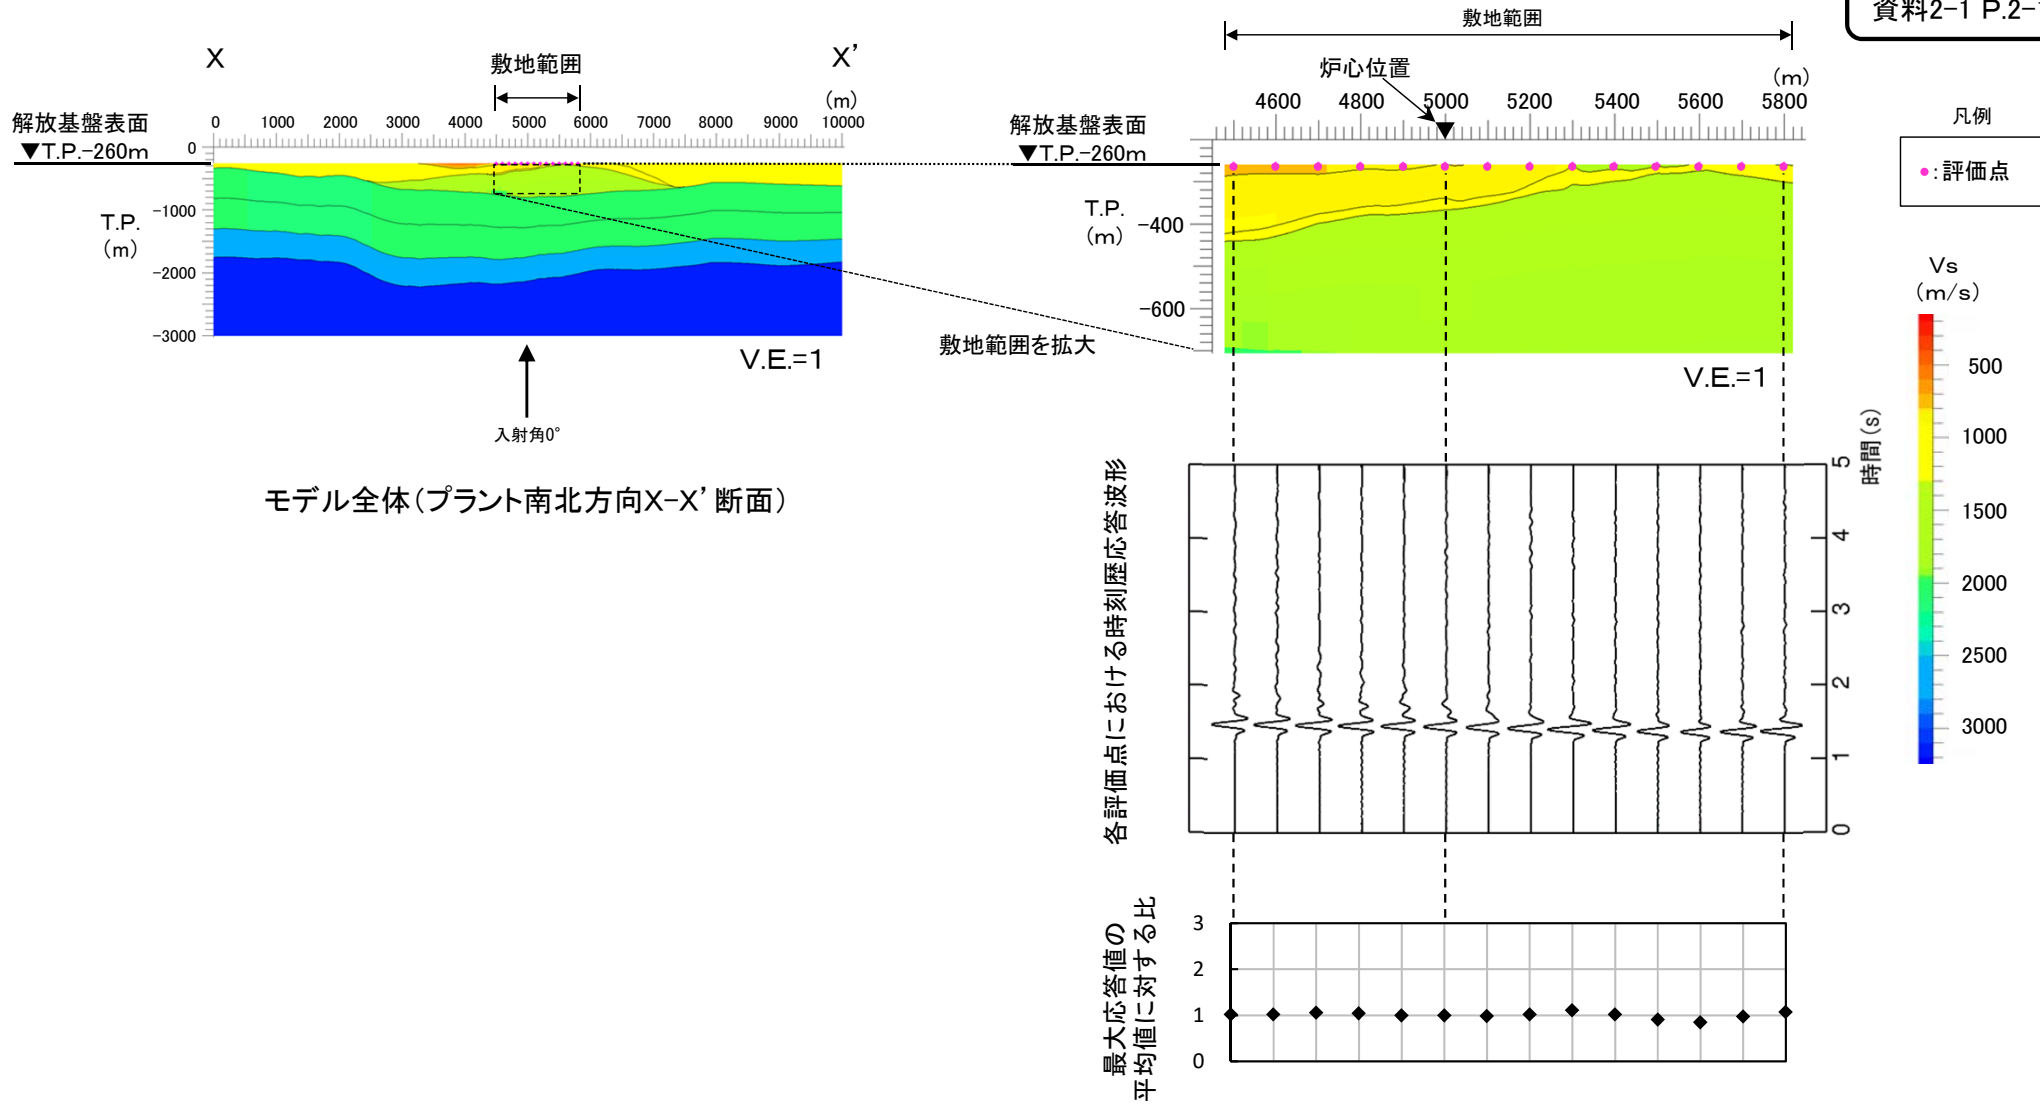 資料2-1 P.2-
X
X’
敷地範囲
(m)
0 1000 2000 3000 4000 5000 6000 7000 8000 9000 10000
解放基盤表面
▼T.P.-260m
0
-1000
-2000
-3000
T.P.
(m)
V.E.=1
入射角0°
モデル全体(プラント南北方向X-X’断面)
敷地範囲
炉心位置
(m)
4600 4800 5000 5200 5400 5600 5800
解放基盤表面
▼T.P.-260m
T.P.
(m)
-400
-600
敷地範囲を拡大
V.E.=1
凡例
●:評価点
Vs
(m/s)
500
1000
1500
2000
2500
3000
各評価点における時刻歴応答波形
時間(s)
5
4
3
2
1
0
最大応答値の
平均値に対する比
3
2
1
0